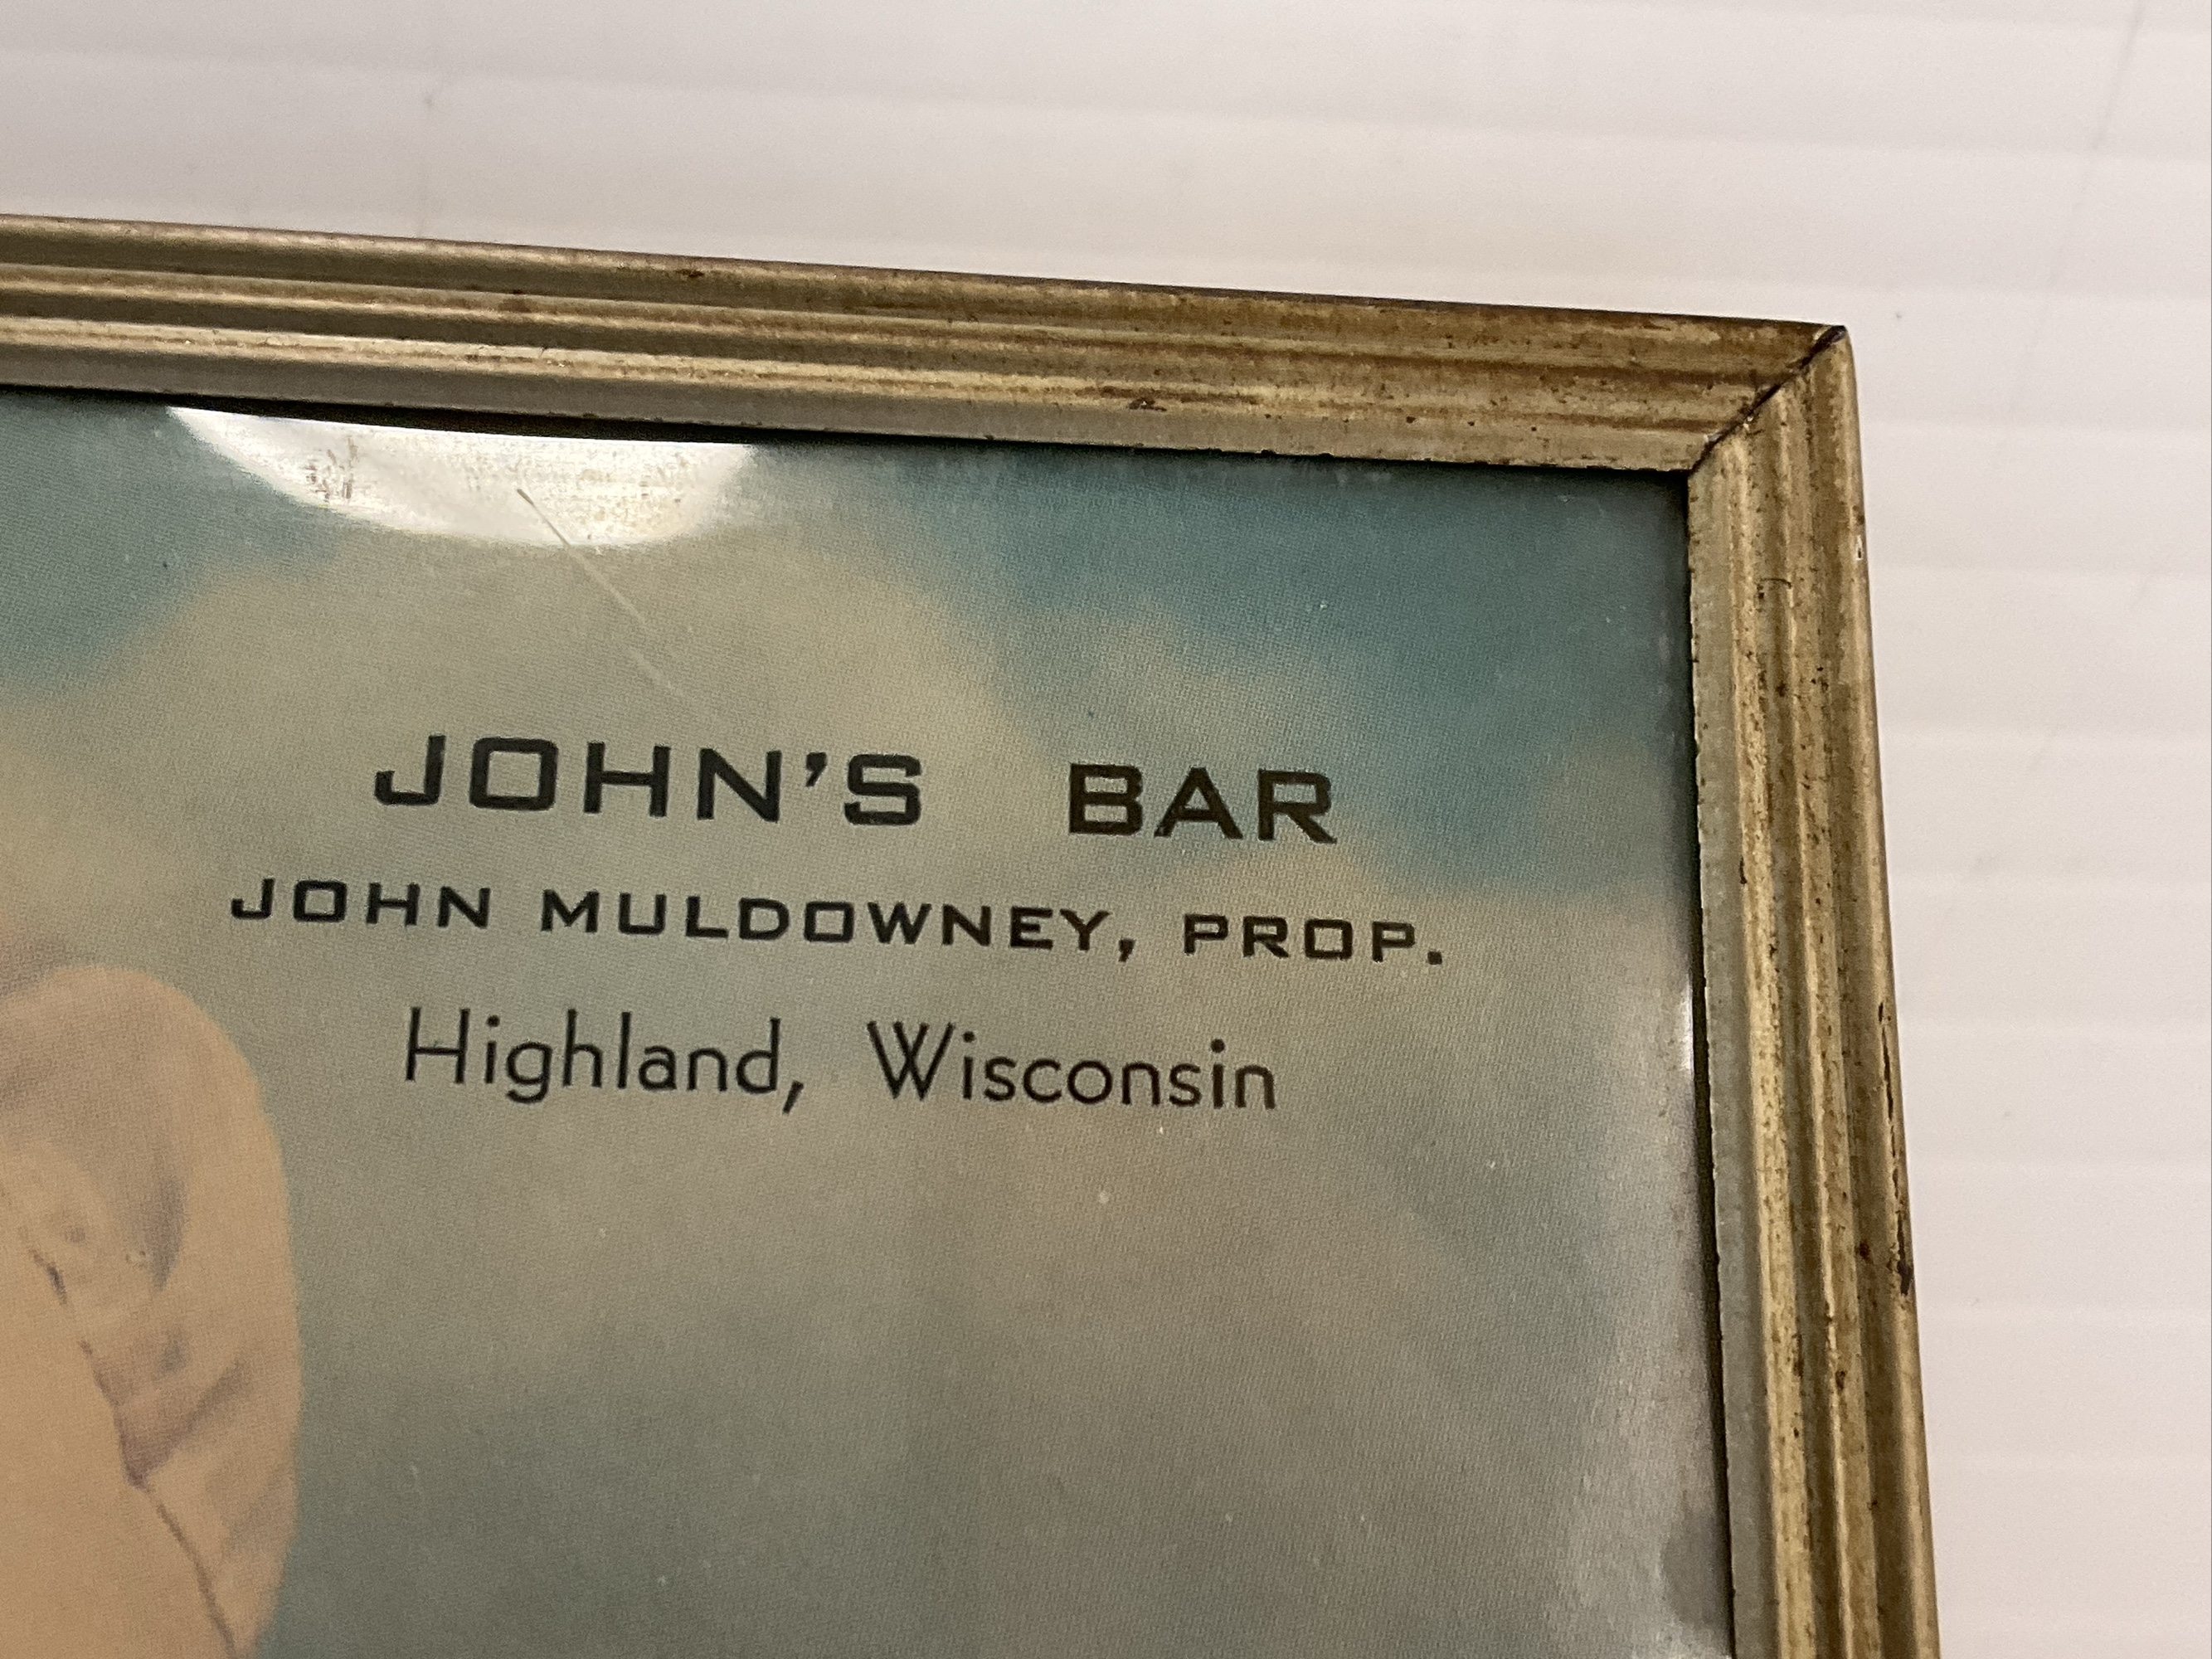 JOHN'S BAR
JOHN MULDOWNEY, PROP.
Highland, Wisconsin